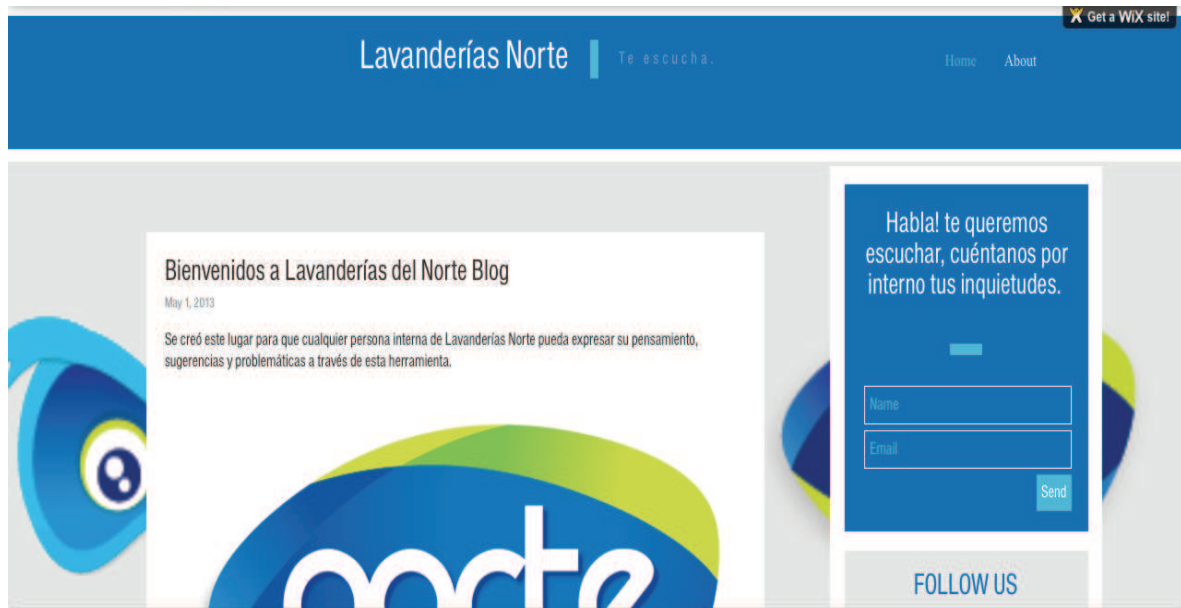 Get a WiX site!
Lavanderías Norte
Te escucha.
Home
About
Bienvenidos a Lavanderías del Norte Blog
May 1, 2013
Se creó este lugar para que cualquier persona interna de Lavanderías Norte pueda expresar su pensamiento,
sugerencias y problemáticas a través de esta herramienta.
norte
Habla! te queremos
escuchar, cuéntanos por
interno tus inquietudes.
Name
Email
Send
FOLLOW US